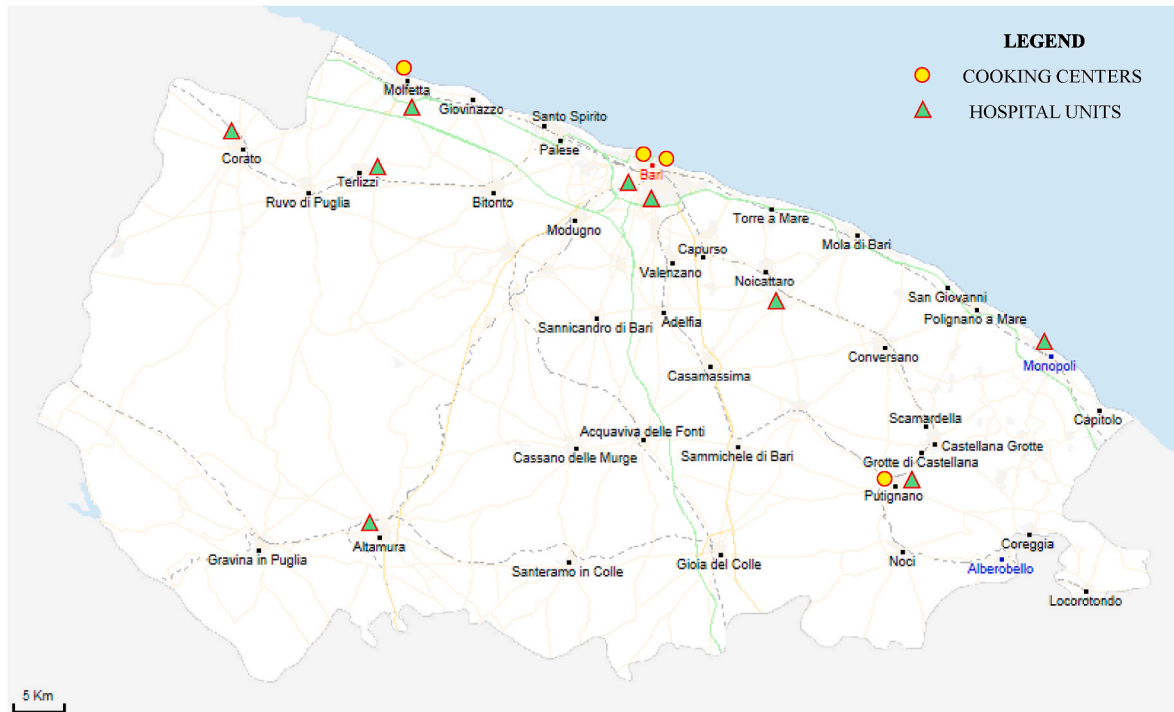 LEGEND
COOKING CENTERS
HOSPITAL UNITS
Molfetta
Giovinazzo
Santo Spirito
Palese
Corato
Terlizzi
Ruvo di Puglia
Bitonto
Bari
Modugno
Torre a Mare
Mola di Bari
Capurso
Valenzano
Noicattaro
San Giovanni
Polignano a Mare
Sannicandro di Bari
Adelfia
Conversano
Monopoli
Casamassima
Capitolo
Scamardella
Acquaviva delle Fonti
Cassano delle Murge
Sammichele di Bari
Castellana Grotte
Grotte di Castellana
Putignano
Altamura
Gravina in Puglia
Santeramo in Colle
Gioia del Colle
Noci
Coreggia
Alberobello
Locorotondo
5 Km